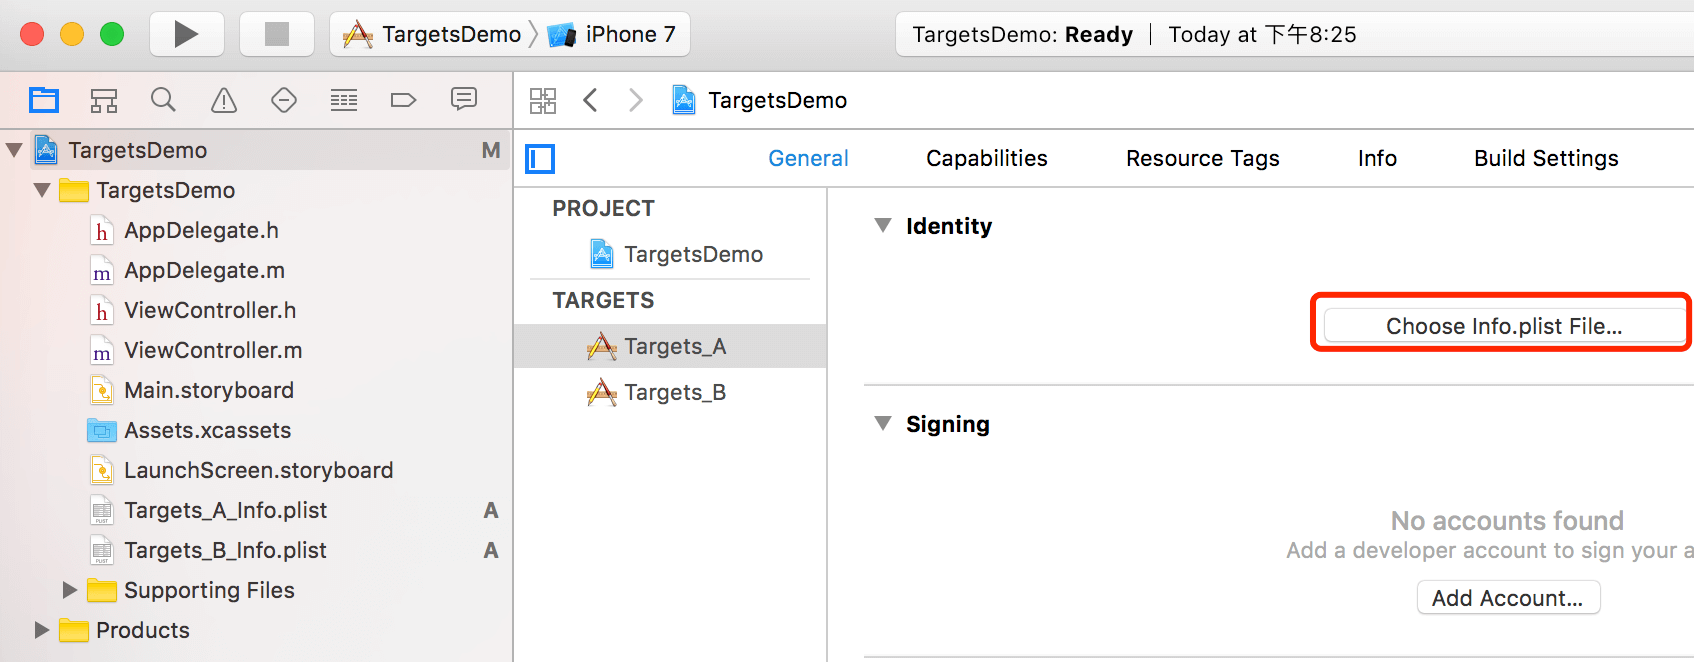 TargetsDemo
iPhone 7
TargetsDemo: Ready
Today at 下午8:25
TargetsDemo
TargetsDemo M
TargetsDemo
h AppDelegate.h
m AppDelegate.m
h ViewController.h
m ViewController.m
Main.storyboard
Assets.xcassets
LaunchScreen.storyboard
PLIST Targets_A_Info.plist A
PLIST Targets_B_Info.plist A
Supporting Files
Products
General Capabilities Resource Tags Info Build Settings
PROJECT
TargetsDemo
TARGETS
Targets_A
Targets_B
Identity
Choose Info.plist File...
Signing
No accounts found
Add a developer account to sign your a
Add Account...